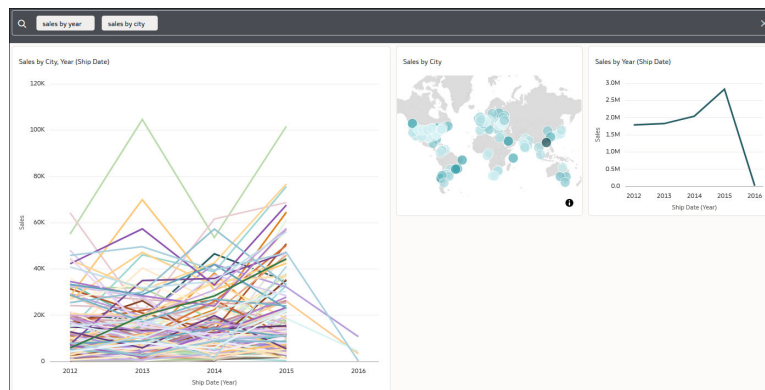 sales by year
sales by city
Sales by City, Year (Ship Date)
120K
100K
80K
60K
40K
20K
0
Sales
2012
2013
2014
2015
2016
Ship Date (Year)
Sales by City
Sales by Year (Ship Date)
3.0M
2.5M
2.0M
1.5M
1.0M
0.5M
0.0
Sales
2012
2013
2014
2015
2016
Ship Date (Year)